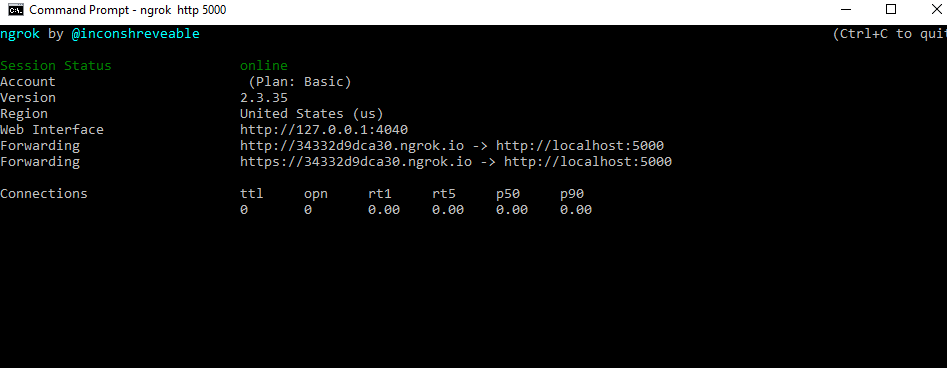 Command Prompt - ngrok http 5000
ngrok by @inconshreveable (Ctrl+C to quit
Session Status online
Account (Plan: Basic)
Version 2.3.35
Region United States (us)
Web Interface http://127.0.0.1:4040
Forwarding http://34332d9dca30.ngrok.io -> http://localhost:5000
Forwarding https://34332d9dca30.ngrok.io -> http://localhost:5000
Connections ttl opn rt1 rt5 p50 p90
0 0 0.00 0.00 0.00 0.00